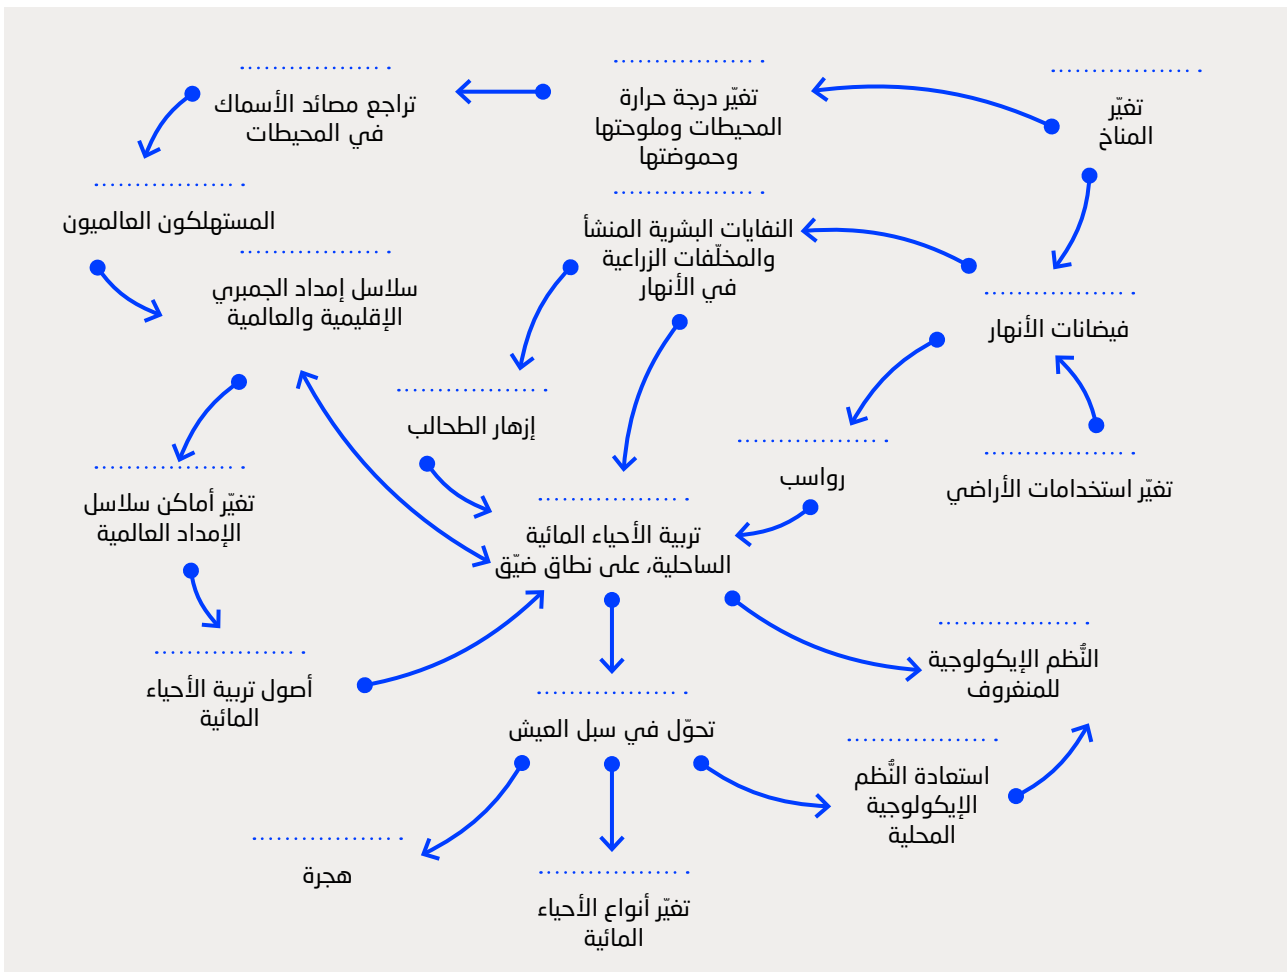 تغيّر
المناخ
تغيّر درجة حرارة
المحيطات وملوحتها
وحموضتها
تراجع مصائد الأسماك
في المحيطات
المستهلكون العالميون
النفايات البشرية المنشأ
والمخلّفات الزراعية
في الأنهار
سلاسل إمداد الجمبري
الإقليمية والعالمية
فيضانات الأنهار
إزهار الطحالب
رواسب
تغيّر استخدامات الأراضي
تغيّر أماكن سلاسل
الإمداد العالمية
تربية الأحياء المائية
الساحلية، على نطاق ضيّق
النُّظم الإيكولوجية
للمنغروف
أصول تربية الأحياء
المائية
تحوّل في سبل العيش
استعادة النُّظم
الإيكولوجية
المحلية
هجرة
تغيّر أنواع الأحياء
المائية